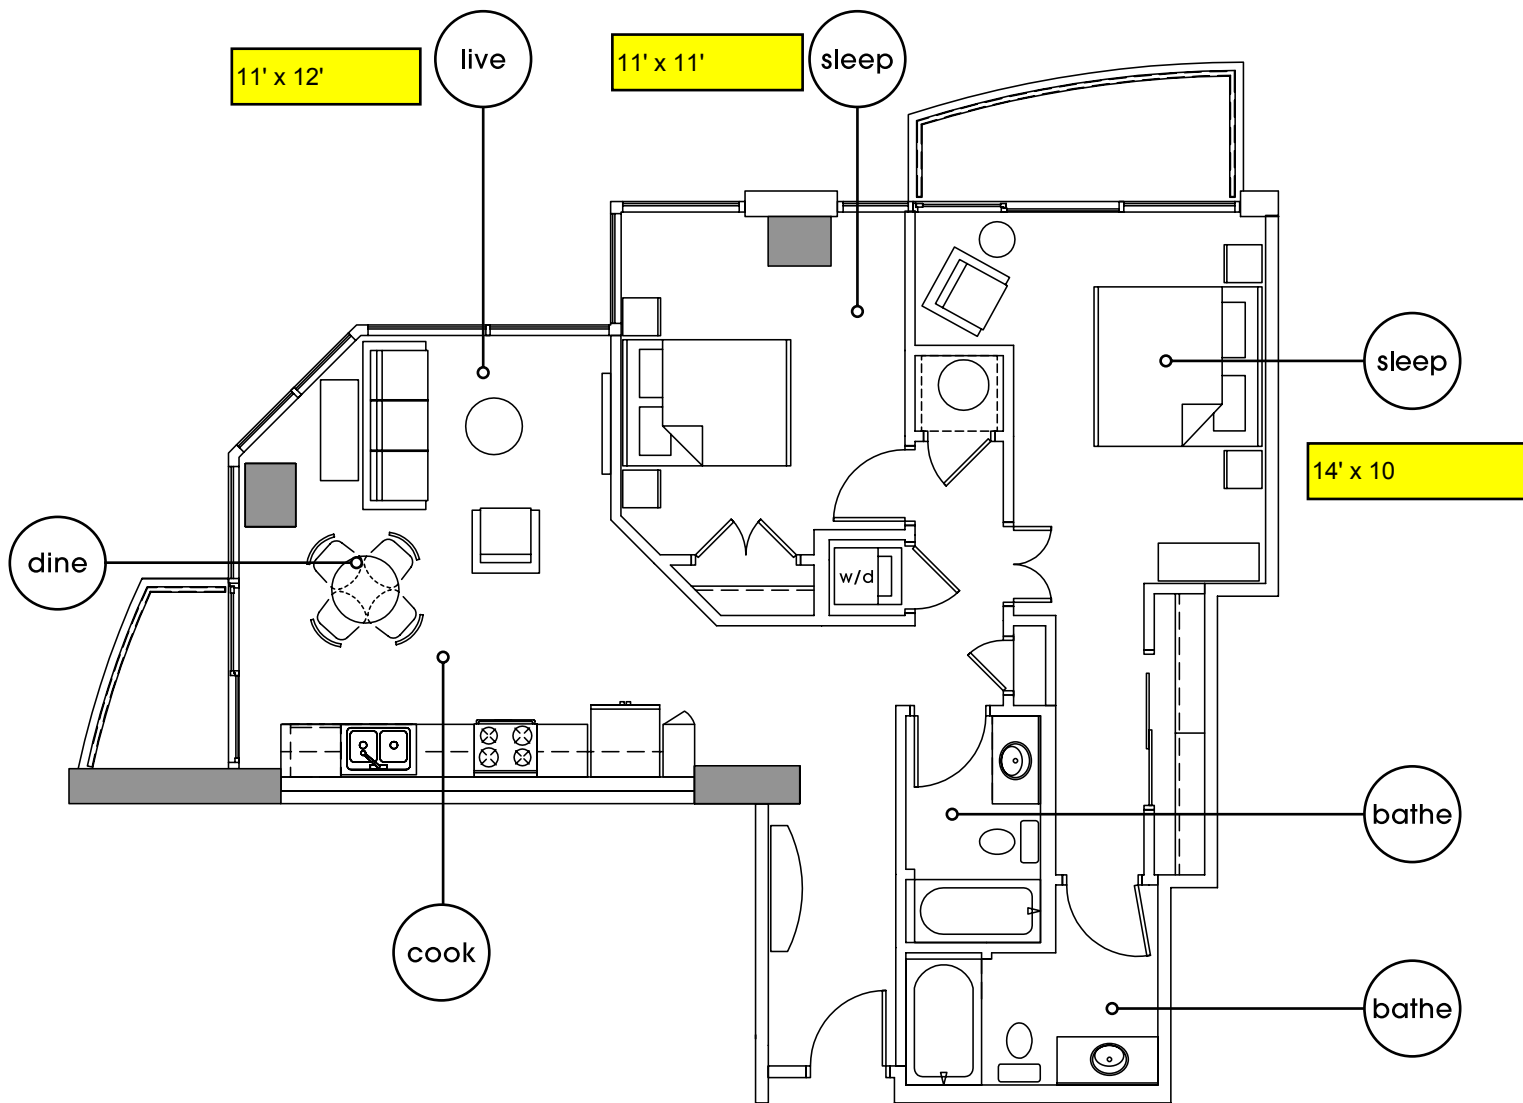 live
11' x 12'
sleep
11' x 11'
sleep
14' x 10
dine
w/d
bathe
cook
bathe